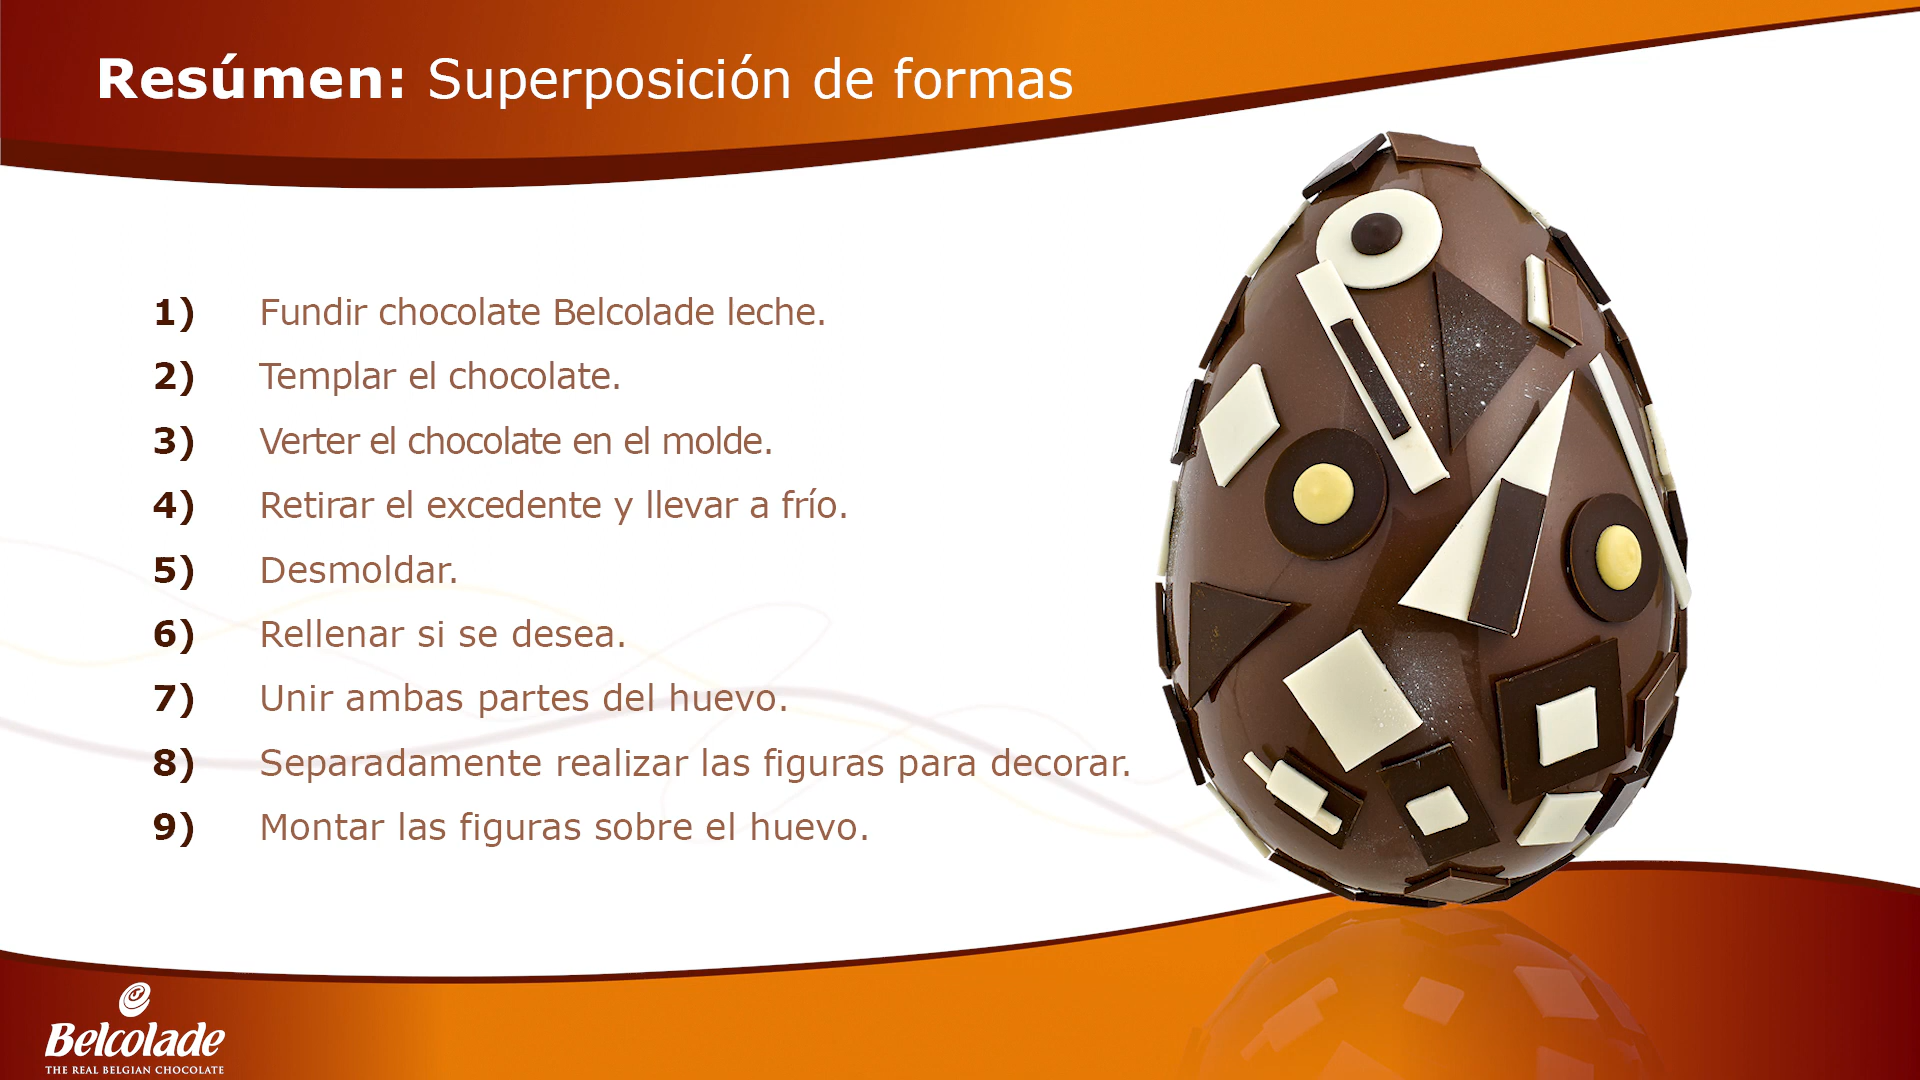 Resúmen: Superposición de formas
1) Fundir chocolate Belcolade leche.
2) Templar el chocolate.
3) Verter el chocolate en el molde.
4) Retirar el excedente y llevar a frío.
5) Desmoldar.
6) Rellenar si se desea.
7) Unir ambas partes del huevo.
8) Separadamente realizar las figuras para decorar.
9) Montar las figuras sobre el huevo.
Belcolade
THE REAL BELGIAN CHOCOLATE